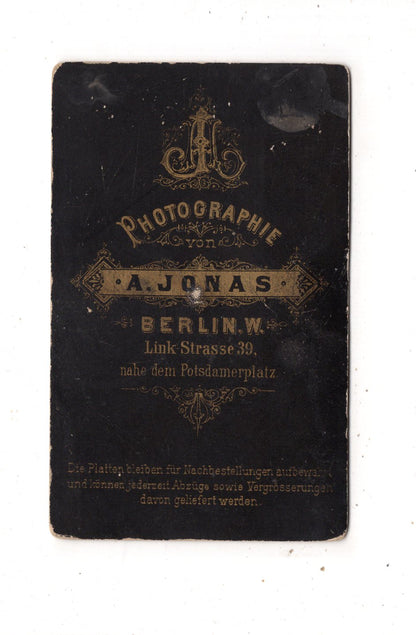 AJ
PHOTOGRAPHIE
von
· A. JONAS ·
BERLIN. W.
Link-Strasse 39,
nahe dem Potsdamerplatz
Die Platten bleiben für Nachbestellungen aufbewahrt
und können jederzeit Abzüge sowie Vergrösserungen
davon geliefert werden.